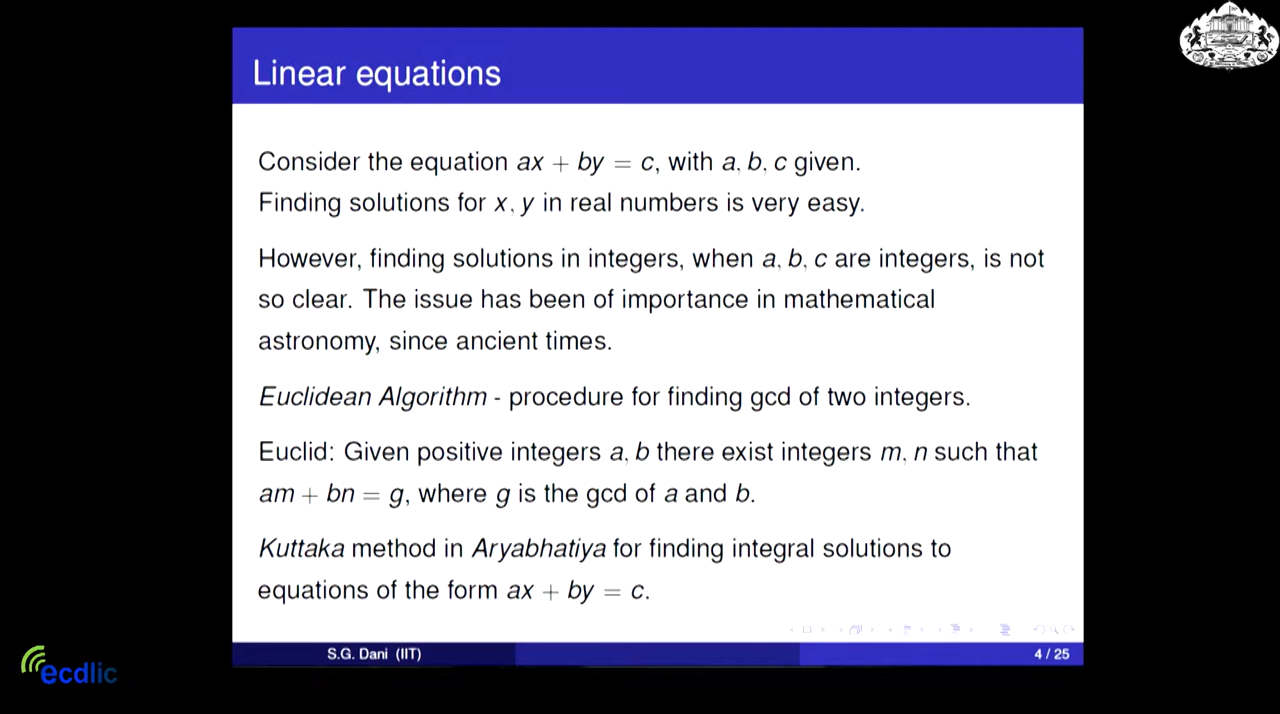 Linear equations
Consider the equation ax + by = c, with a, b, c given.
Finding solutions for x, y in real numbers is very easy.
However, finding solutions in integers, when a, b, c are integers, is not
so clear. The issue has been of importance in mathematical
astronomy, since ancient times.
Euclidean Algorithm - procedure for finding gcd of two integers.
Euclid: Given positive integers a, b there exist integers m, n such that
am + bn = g, where g is the gcd of a and b.
Kuttaka method in Aryabhatiya for finding integral solutions to
equations of the form ax + by = c.
S.G. Dani (IIT)
4 / 25
ecdlic